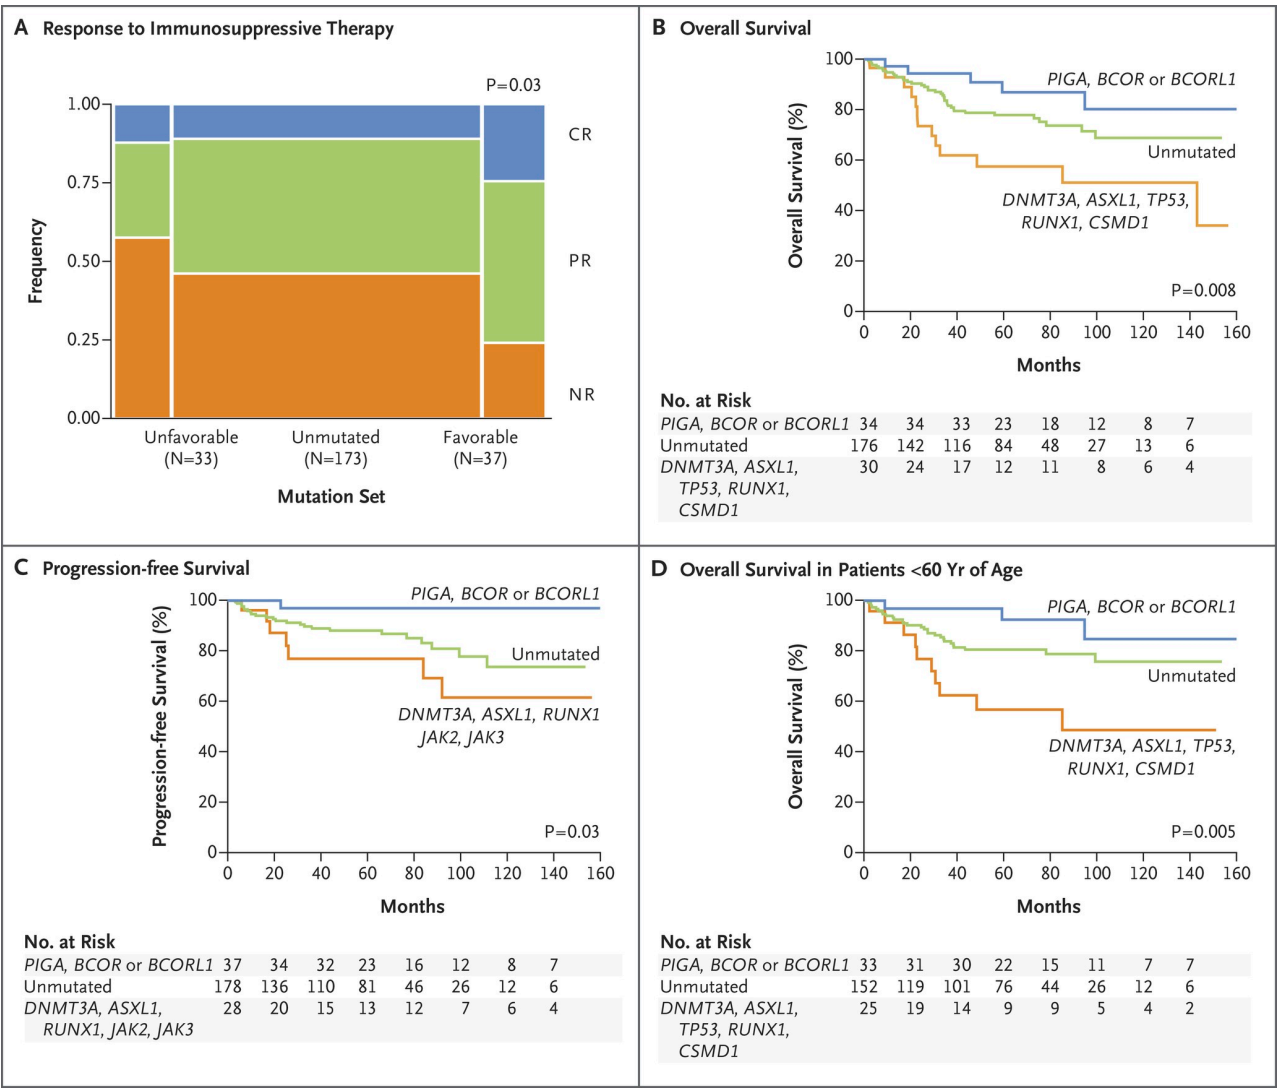 A Response to Immunosuppressive Therapy
P=0.03
1.00
0.75
0.50
0.25
0.00
Frequency
CR
PR
NR
Unfavorable Unmutated Favorable
(N=33) (N=173) (N=37)
Mutation Set
B Overall Survival
100
80
60
40
20
0
Overall Survival (%)
PIGA, BCOR or BCORL1
Unmutated
DNMT3A, ASXL1, TP53,
RUNX1, CSMD1
P=0.008
0 20 40 60 80 100 120 140 160
Months
No. at Risk
PIGA, BCOR or BCORL1 34 34 33 23 18 12 8 7
Unmutated 176 142 116 84 48 27 13 6
DNMT3A, ASXL1, 30 24 17 12 11 8 6 4
TP53, RUNX1,
CSMD1
C Progression-free Survival
100
80
60
40
20
0
Progression-free Survival (%)
PIGA, BCOR or BCORL1
Unmutated
DNMT3A, ASXL1, RUNX1
JAK2, JAK3
P=0.03
0 20 40 60 80 100 120 140 160
Months
No. at Risk
PIGA, BCOR or BCORL1 37 34 32 23 16 12 8 7
Unmutated 178 136 110 81 46 26 12 6
DNMT3A, ASXL1, 28 20 15 13 12 7 6 4
RUNX1, JAK2, JAK3
D Overall Survival in Patients <60 Yr of Age
100
80
60
40
20
0
Overall Survival (%)
PIGA, BCOR or BCORL1
Unmutated
DNMT3A, ASXL1, TP53,
RUNX1, CSMD1
P=0.005
0 20 40 60 80 100 120 140 160
Months
No. at Risk
PIGA, BCOR or BCORL1 33 31 30 22 15 11 7 7
Unmutated 152 119 101 76 44 26 12 6
DNMT3A, ASXL1, 25 19 14 9 9 5 4 2
TP53, RUNX1,
CSMD1